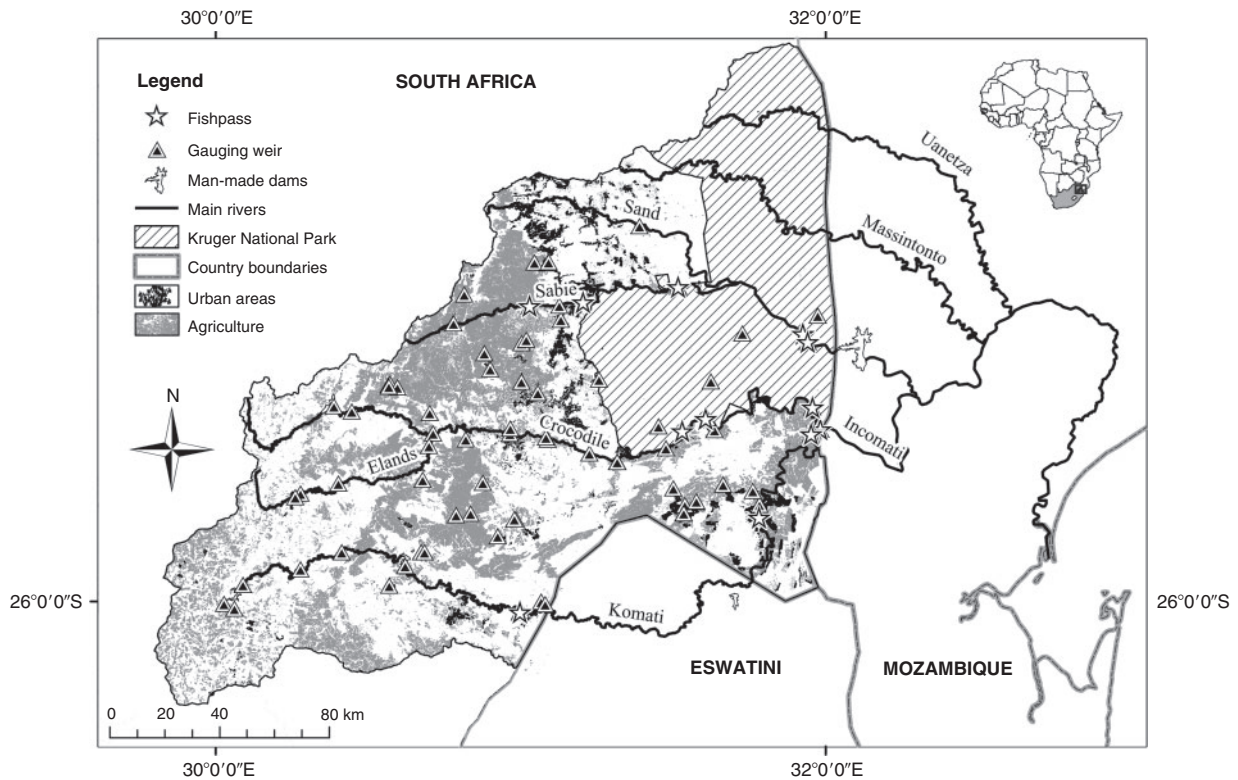 30°0′0″E
32°0′0″E
Legend
SOUTH AFRICA
Fishpass
Gauging weir
Man-made dams
Main rivers
Kruger National Park
Country boundaries
Urban areas
Agriculture
Uanetza
Sand
Massintonto
Sabie
N
Crocodile
Incomatil
Elands
26°0′0″S
26°0′0″S
Komati
ESWATINI
MOZAMBIQUE
0 20 40 80 km
30°0′0″E
32°0′0″E